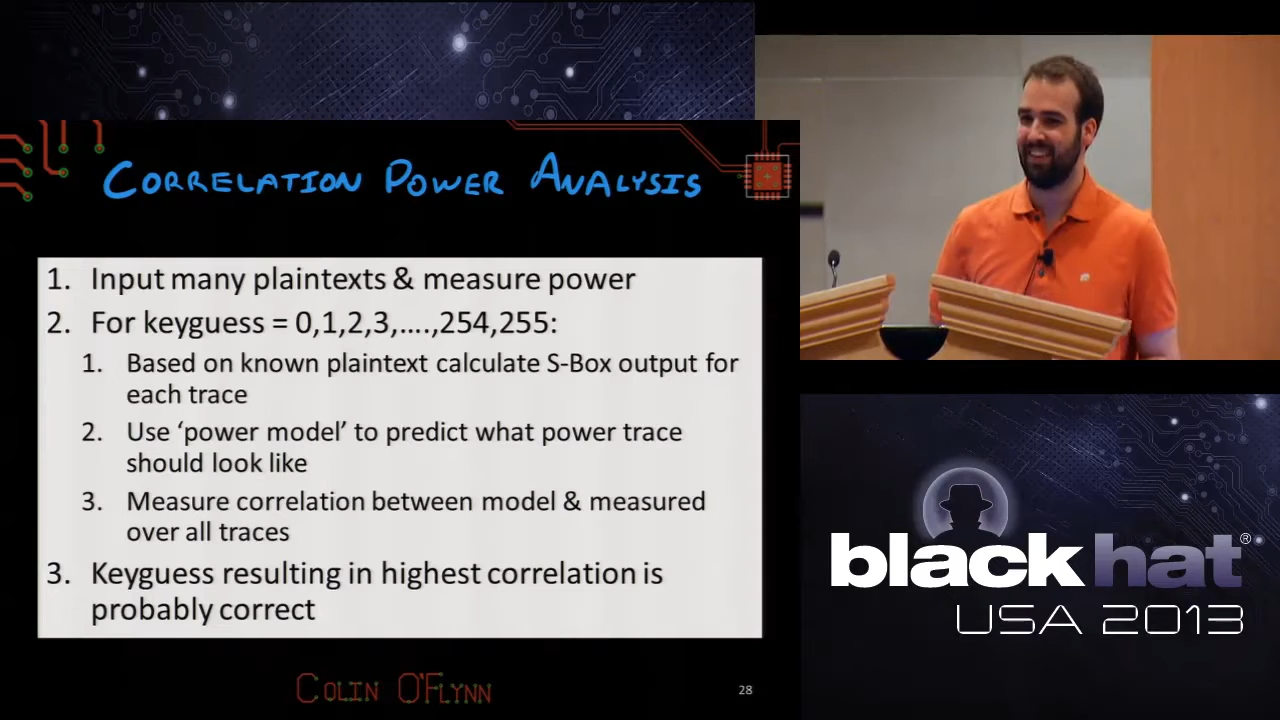 CORRELATION POWER ANALYSIS
1. Input many plaintexts & measure power
2. For keyguess = 0,1,2,3,….,254,255:
1. Based on known plaintext calculate S-Box output for
each trace
2. Use ‘power model’ to predict what power trace
should look like
3. Measure correlation between model & measured
over all traces
3. Keyguess resulting in highest correlation is
probably correct
COLIN O'FLYNN
28
black hat®
USA 2013